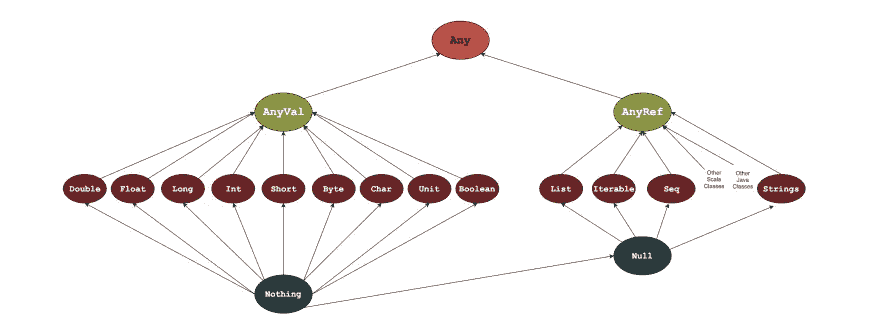 Any
AnyVal
AnyRef
Double
Float
Long
Int
Short
Byte
Char
Unit
Boolean
List
Iterable
Seq
Other
Scala
Classes
Other
Java
Classes
Strings
Null
Nothing